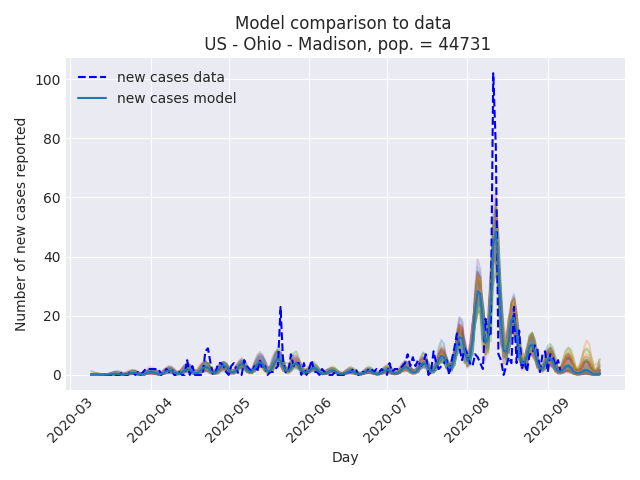 Model comparison to data
US - Ohio - Madison, pop. = 44731
new cases data
new cases model
Number of new cases reported
100
80
60
40
20
0
2020-03
2020-04
2020-05
2020-06
2020-07
2020-08
2020-09
Day